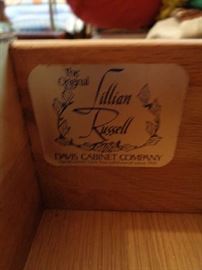 The Original
Lillian
Russell
DAVIS CABINET COMPANY